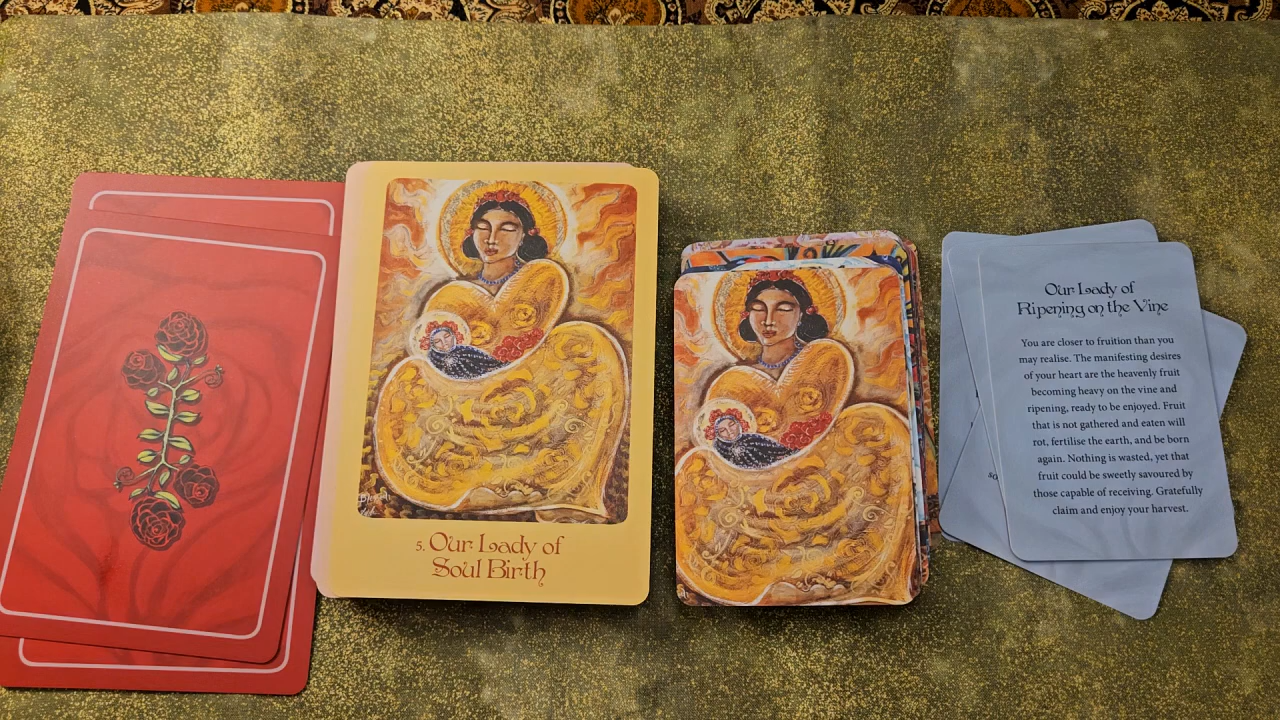 5. Our Lady of
Soul Birth
Our Lady of
Ripening on the Vine
You are closer to fruition than you
may realise. The manifesting desires
of your heart are the heavenly fruit
becoming heavy on the vine and
ripening, ready to be enjoyed. Fruit
that is not gathered and eaten will
rot, fertilise the earth, and be born
again. Nothing is wasted, yet that
fruit could be sweetly savoured by
those capable of receiving. Gratefully
claim and enjoy your harvest.
so